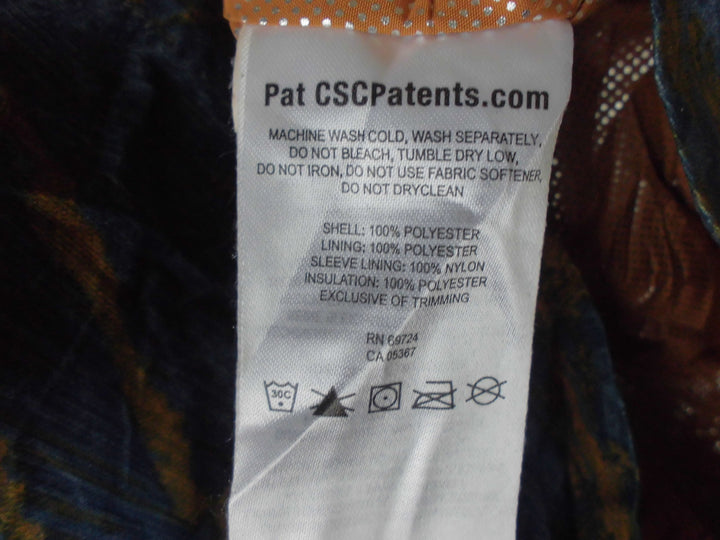 Pat CSCPatents.com
MACHINE WASH COLD, WASH SEPARATELY,
DO NOT BLEACH, TUMBLE DRY LOW,
DO NOT IRON, DO NOT USE FABRIC SOFTENER,
DO NOT DRYCLEAN
SHELL: 100% POLYESTER
LINING: 100% POLYESTER
SLEEVE LINING: 100% NYLON
INSULATION: 100% POLYESTER
EXCLUSIVE OF TRIMMING
RN 69724
CA 05367
30C